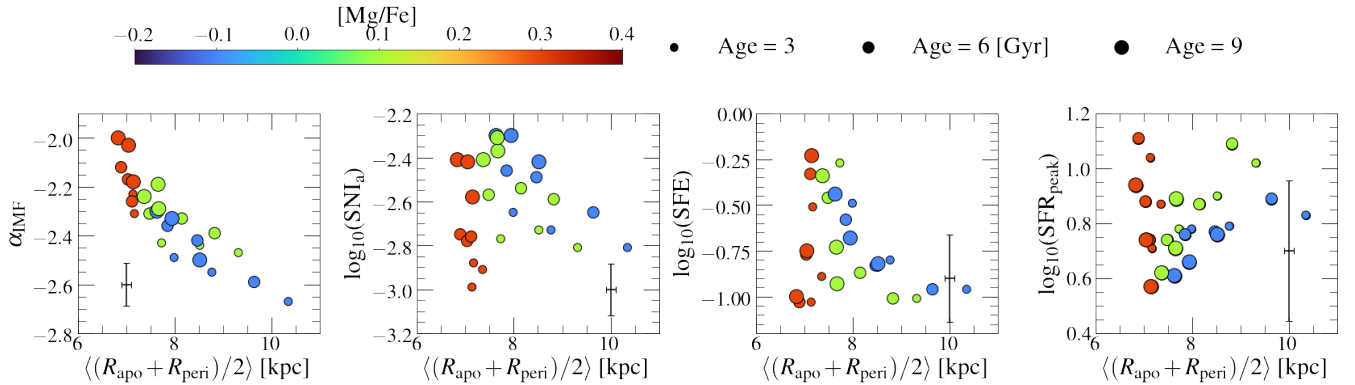 [Mg/Fe]
−0.2 −0.1 0.0 0.1 0.2 0.3 0.4
Age = 3 Age = 6 [Gyr] Age = 9
α_IMF
−2.0
−2.2
−2.4
−2.6
−2.8
6 8 10
⟨(R_apo + R_peri)/2⟩ [kpc]
log₁₀(SNI_a)
−2.2
−2.4
−2.6
−2.8
−3.0
−3.2
6 8 10
⟨(R_apo + R_peri)/2⟩ [kpc]
log₁₀(SFE)
0.00
−0.25
−0.50
−0.75
−1.00
6 8 10
⟨(R_apo + R_peri)/2⟩ [kpc]
log₁₀(SFR_peak)
1.2
1.0
0.8
0.6
0.4
6 8 10
⟨(R_apo + R_peri)/2⟩ [kpc]